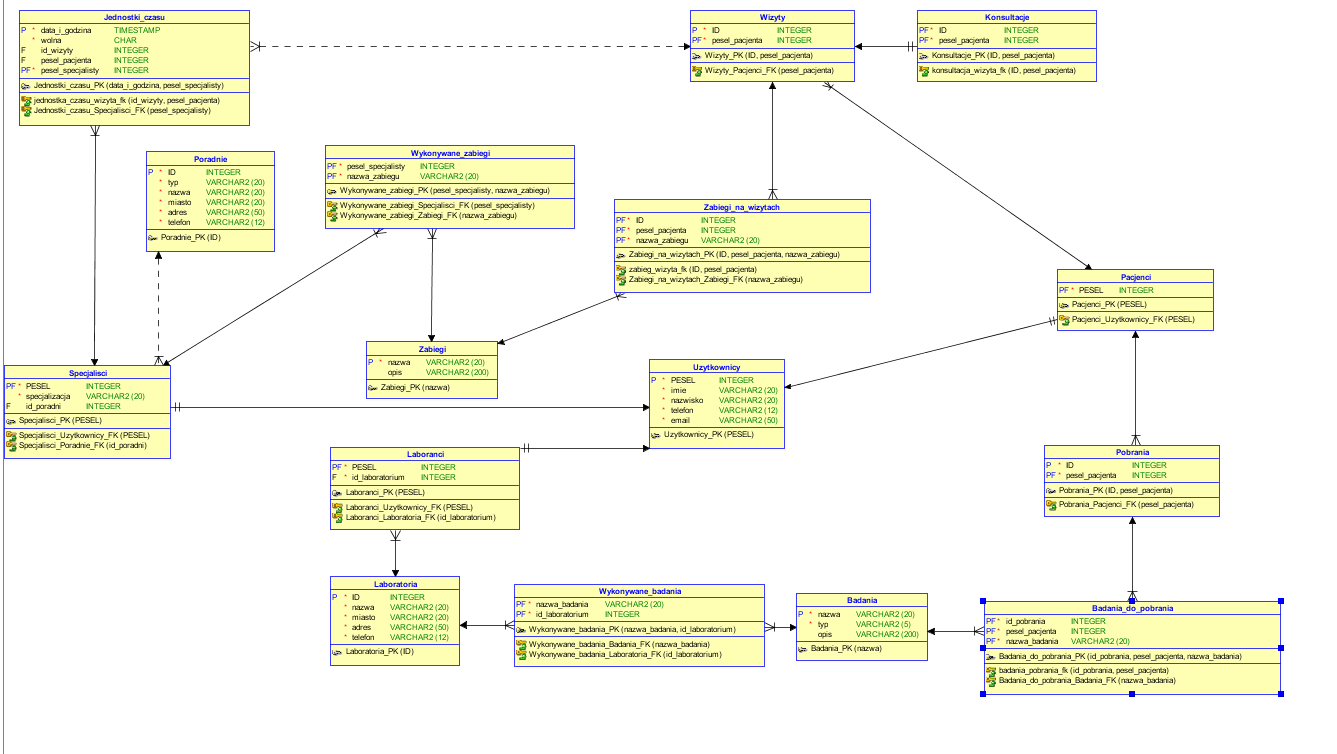 Jednostki_czasu
P * data_i_godzina TIMESTAMP
* wolna CHAR
F id_wizyty INTEGER
F pesel_pacjenta INTEGER
PF* pesel_specjalisty INTEGER
Jednostki_czasu_PK (data_i_godzina, pesel_specjalisty)
jednostka_czasu_wizyta_fk (id_wizyty, pesel_pacjenta)
Jednostki_czasu_Specjalisci_FK (pesel_specjalisty)
Wizyty
P * ID INTEGER
PF* pesel_pacjenta INTEGER
Wizyty_PK (ID, pesel_pacjenta)
Wizyty_Pacjenci_FK (pesel_pacjenta)
Konsultacje
PF* ID INTEGER
PF* pesel_pacjenta INTEGER
Konsultacje_PK (ID, pesel_pacjenta)
konsultacja_wizyta_fk (ID, pesel_pacjenta)
Poradnie
P * ID INTEGER
* typ VARCHAR2 (20)
* nazwa VARCHAR2 (20)
* miasto VARCHAR2 (20)
* adres VARCHAR2 (50)
* telefon VARCHAR2 (12)
Poradnie_PK (ID)
Wykonywane_zabiegi
PF* pesel_specjalisty INTEGER
PF* nazwa_zabiegu VARCHAR2 (20)
Wykonywane_zabiegi_PK (pesel_specjalisty, nazwa_zabiegu)
Wykonywane_zabiegi_Specjalisci_FK (pesel_specjalisty)
Wykonywane_zabiegi_Zabiegi_FK (nazwa_zabiegu)
Zabiegi_na_wizytach
PF* ID INTEGER
PF* pesel_pacjenta INTEGER
PF* nazwa_zabiegu VARCHAR2 (20)
Zabiegi_na_wizytach_PK (ID, pesel_pacjenta, nazwa_zabiegu)
zabieg_wizyta_fk (ID, pesel_pacjenta)
Zabiegi_na_wizytach_Zabiegi_FK (nazwa_zabiegu)
Pacjenci
PF* PESEL INTEGER
Pacjenci_PK (PESEL)
Pacjenci_Uzytkownicy_FK (PESEL)
Zabiegi
P * nazwa VARCHAR2 (20)
opis VARCHAR2 (200)
Zabiegi_PK (nazwa)
Specjalisci
PF* PESEL INTEGER
* specjalizacja VARCHAR2 (20)
F id_poradni INTEGER
Specjalisci_PK (PESEL)
Specjalisci_Uzytkownicy_FK (PESEL)
Specjalisci_Poradnie_FK (id_poradni)
Uzytkownicy
P * PESEL INTEGER
* imie VARCHAR2 (20)
* nazwisko VARCHAR2 (20)
* telefon VARCHAR2 (12)
* email VARCHAR2 (50)
Uzytkownicy_PK (PESEL)
Laboranci
PF* PESEL INTEGER
F * id_laboratorium INTEGER
Laboranci_PK (PESEL)
Laboranci_Uzytkownicy_FK (PESEL)
Laboranci_Laboratoria_FK (id_laboratorium)
Pobrania
P * ID INTEGER
PF* pesel_pacjenta INTEGER
Pobrania_PK (ID, pesel_pacjenta)
Pobrania_Pacjenci_FK (pesel_pacjenta)
Laboratoria
P * ID INTEGER
* nazwa VARCHAR2 (20)
* miasto VARCHAR2 (20)
* adres VARCHAR2 (50)
* telefon VARCHAR2 (12)
Laboratoria_PK (ID)
Wykonywane_badania
PF* nazwa_badania VARCHAR2 (20)
PF* id_laboratorium INTEGER
Wykonywane_badania_PK (nazwa_badania, id_laboratorium)
Wykonywane_badania_Badania_FK (nazwa_badania)
Wykonywane_badania_Laboratoria_FK (id_laboratorium)
Badania
P * nazwa VARCHAR2 (20)
* typ VARCHAR2 (5)
opis VARCHAR2 (200)
Badania_PK (nazwa)
Badania_do_pobrania
PF* id_pobrania INTEGER
PF* pesel_pacjenta INTEGER
PF* nazwa_badania VARCHAR2 (20)
Badania_do_pobrania_PK (id_pobrania, pesel_pacjenta, nazwa_badania)
badania_pobrania_fk (id_pobrania, pesel_pacjenta)
Badania_do_pobrania_Badania_FK (nazwa_badania)